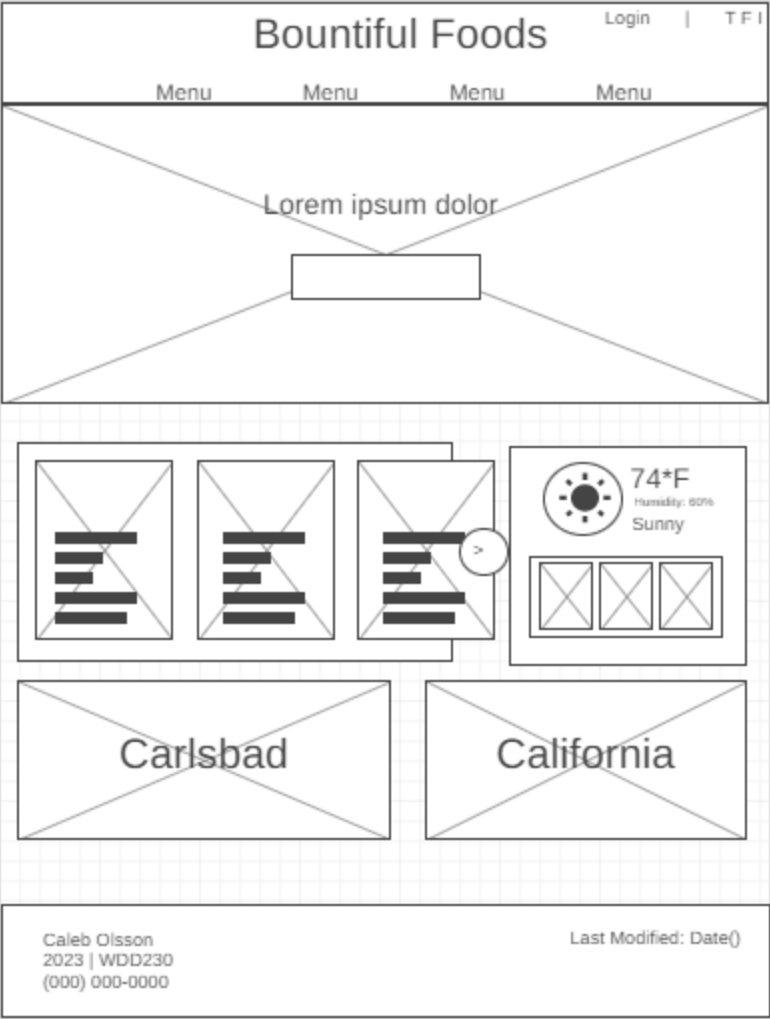 Login | T F I
Bountiful Foods
Menu Menu Menu Menu
Lorem ipsum dolor
>
74*F
Humidity: 60%
Sunny
Carlsbad
California
Caleb Olsson
2023 | WDD230
(000) 000-0000
Last Modified: Date()